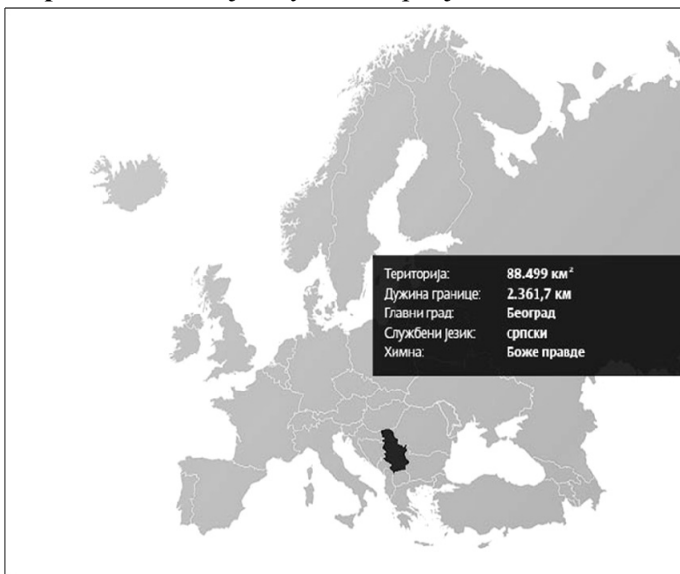 Територија: 88.499 км²
Дужина границе: 2.361,7 км
Главни град: Београд
Службени језик: српски
Химна: Боже правде